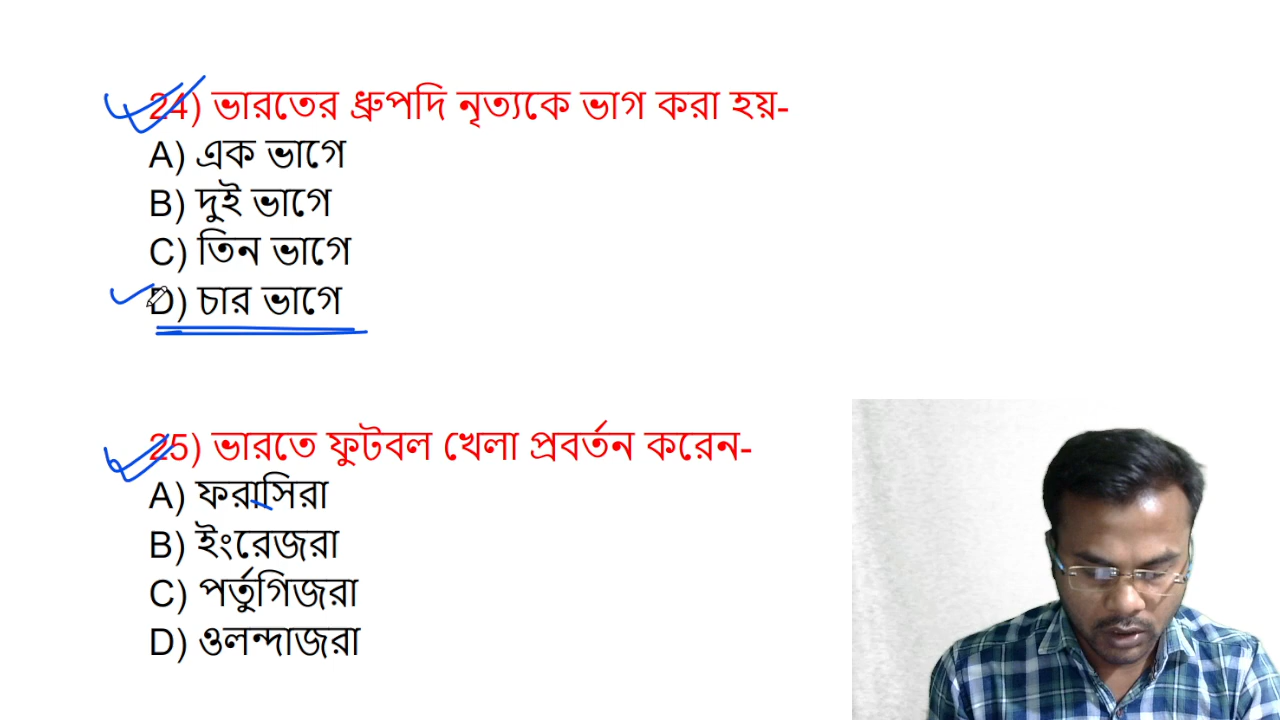 24) ভারতের ধ্রুপদি নৃত্যকে ভাগ করা হয়-
A) এক ভাগে
B) দুই ভাগে
C) তিন ভাগে
D) চার ভাগে
25) ভারতে ফুটবল খেলা প্রবর্তন করেন-
A) ফরাসিরা
B) ইংরেজরা
C) পর্তুগিজরা
D) ওলন্দাজরা